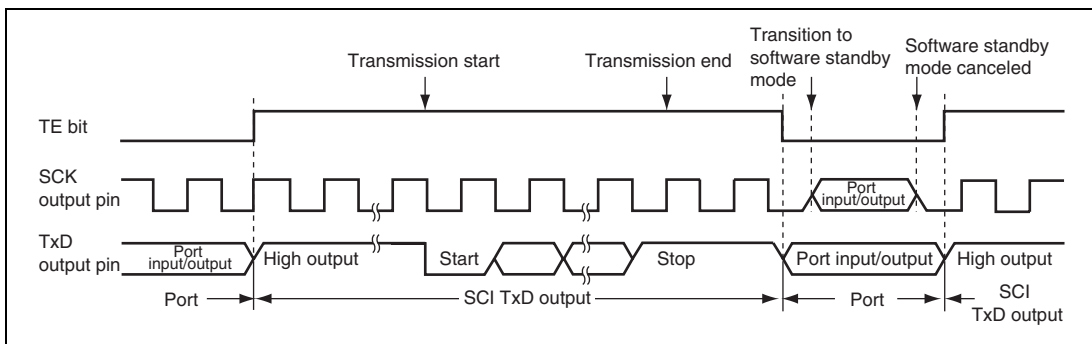 Transition to
software standby
mode
Software standby
mode canceled
Transmission start
Transmission end
TE bit
SCK
output pin
Port
input/output
TxD
output pin
Port
input/output
High output
Start
Stop
Port input/output
High output
Port
SCI TxD output
Port
SCI
TxD output